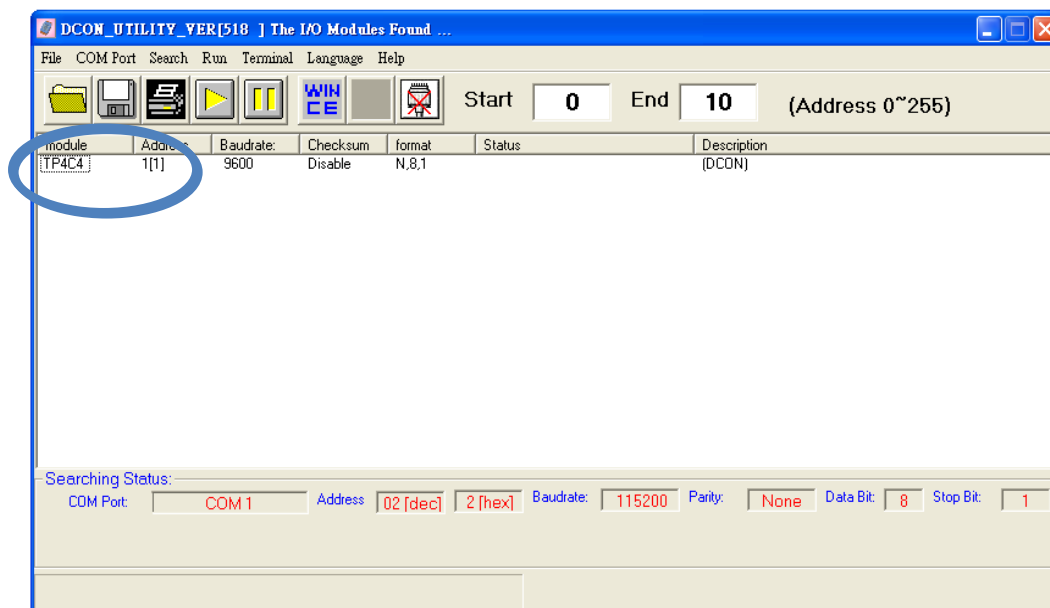 DCON_UTILITY_VER[518 ] The I/O Modules Found ...
File COM Port Search Run Terminal Language Help
WIN CE Start 0 End 10 (Address 0~255)
module Address Baudrate: Checksum format Status Description
TP4C4 1[1] 9600 Disable N,8,1 (DCON)
Searching Status:
COM Port: COM 1 Address 02 [dec] 2 [hex] Baudrate: 115200 Parity: None Data Bit: 8 Stop Bit: 1